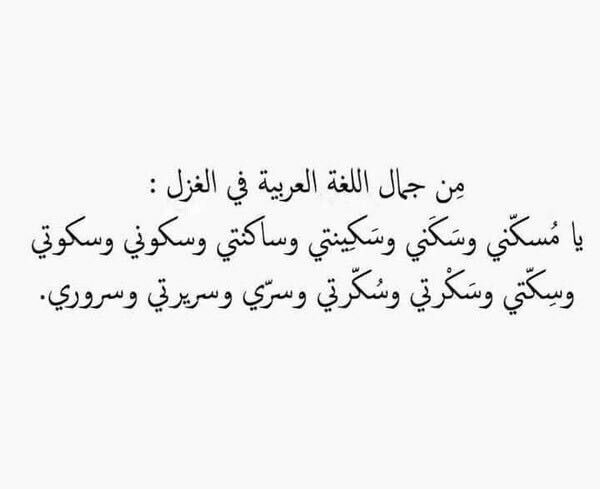 مِن جمال اللغة العربية في الغزل :
يا مُسكّني وسَكَني وسَكِينتي وساكنتي وسكوني وسكوتي
وسِكّتي وسَكْرتي وسُكّرتي وسرّي وسريرتي وسروري.